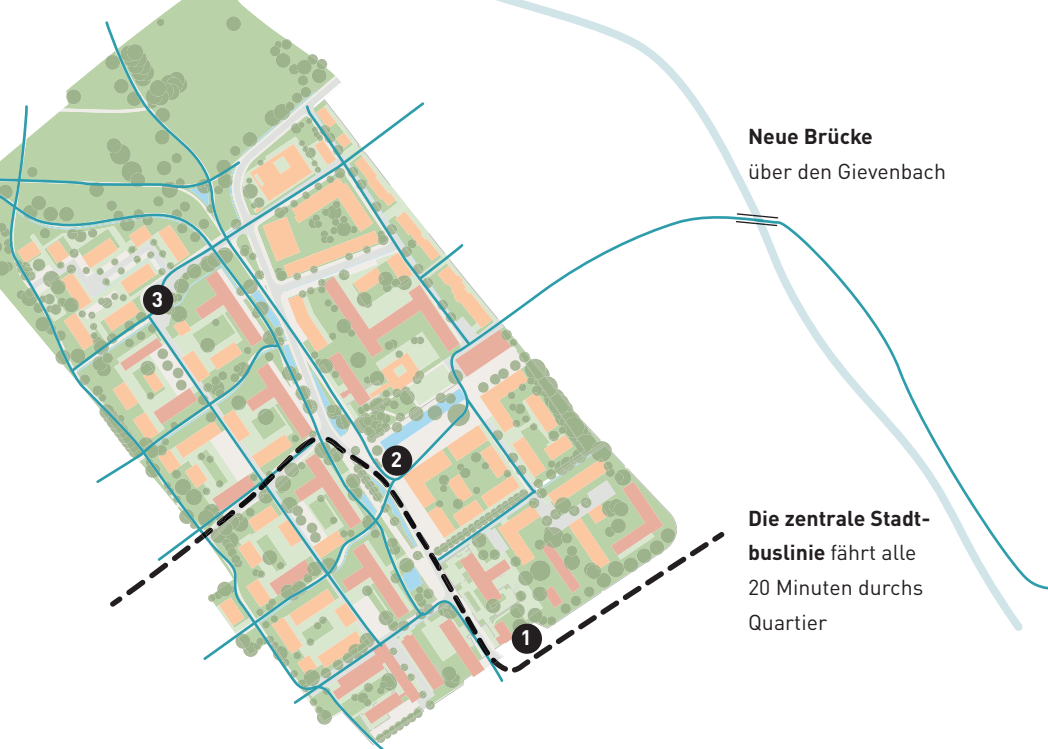 Neue Brücke
über den Gievenbach
3
2
Die zentrale Stadt-
buslinie fährt alle
20 Minuten durchs
Quartier
1